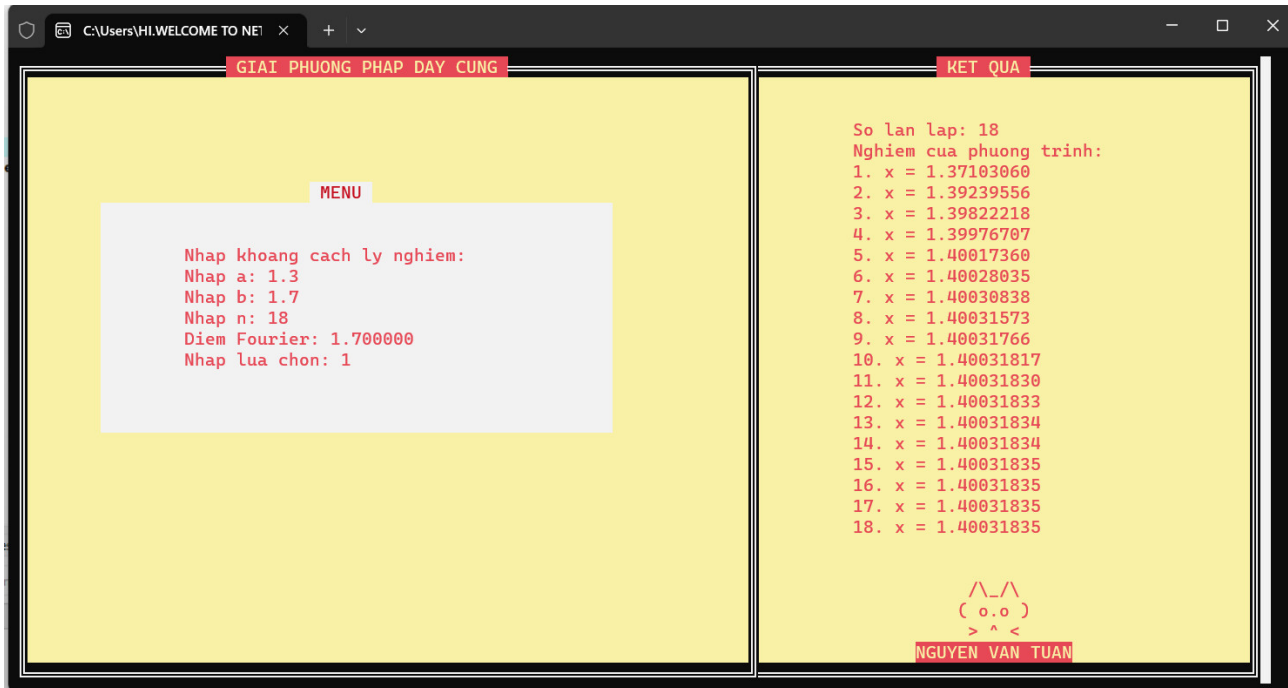 C:\Users\HI.WELCOME TO NET
GIAI PHUONG PHAP DAY CUNG
MENU
Nhap khoang cach ly nghiem:
Nhap a: 1.3
Nhap b: 1.7
Nhap n: 18
Diem Fourier: 1.700000
Nhap lua chon: 1
KET QUA
So lan lap: 18
Nghiem cua phuong trinh:
1. x = 1.37103060
2. x = 1.39239556
3. x = 1.39822218
4. x = 1.39976707
5. x = 1.40017360
6. x = 1.40028035
7. x = 1.40030838
8. x = 1.40031573
9. x = 1.40031766
10. x = 1.40031817
11. x = 1.40031830
12. x = 1.40031833
13. x = 1.40031834
14. x = 1.40031834
15. x = 1.40031835
16. x = 1.40031835
17. x = 1.40031835
18. x = 1.40031835
/\_/\
( o.o )
> ^ <
NGUYEN VAN TUAN